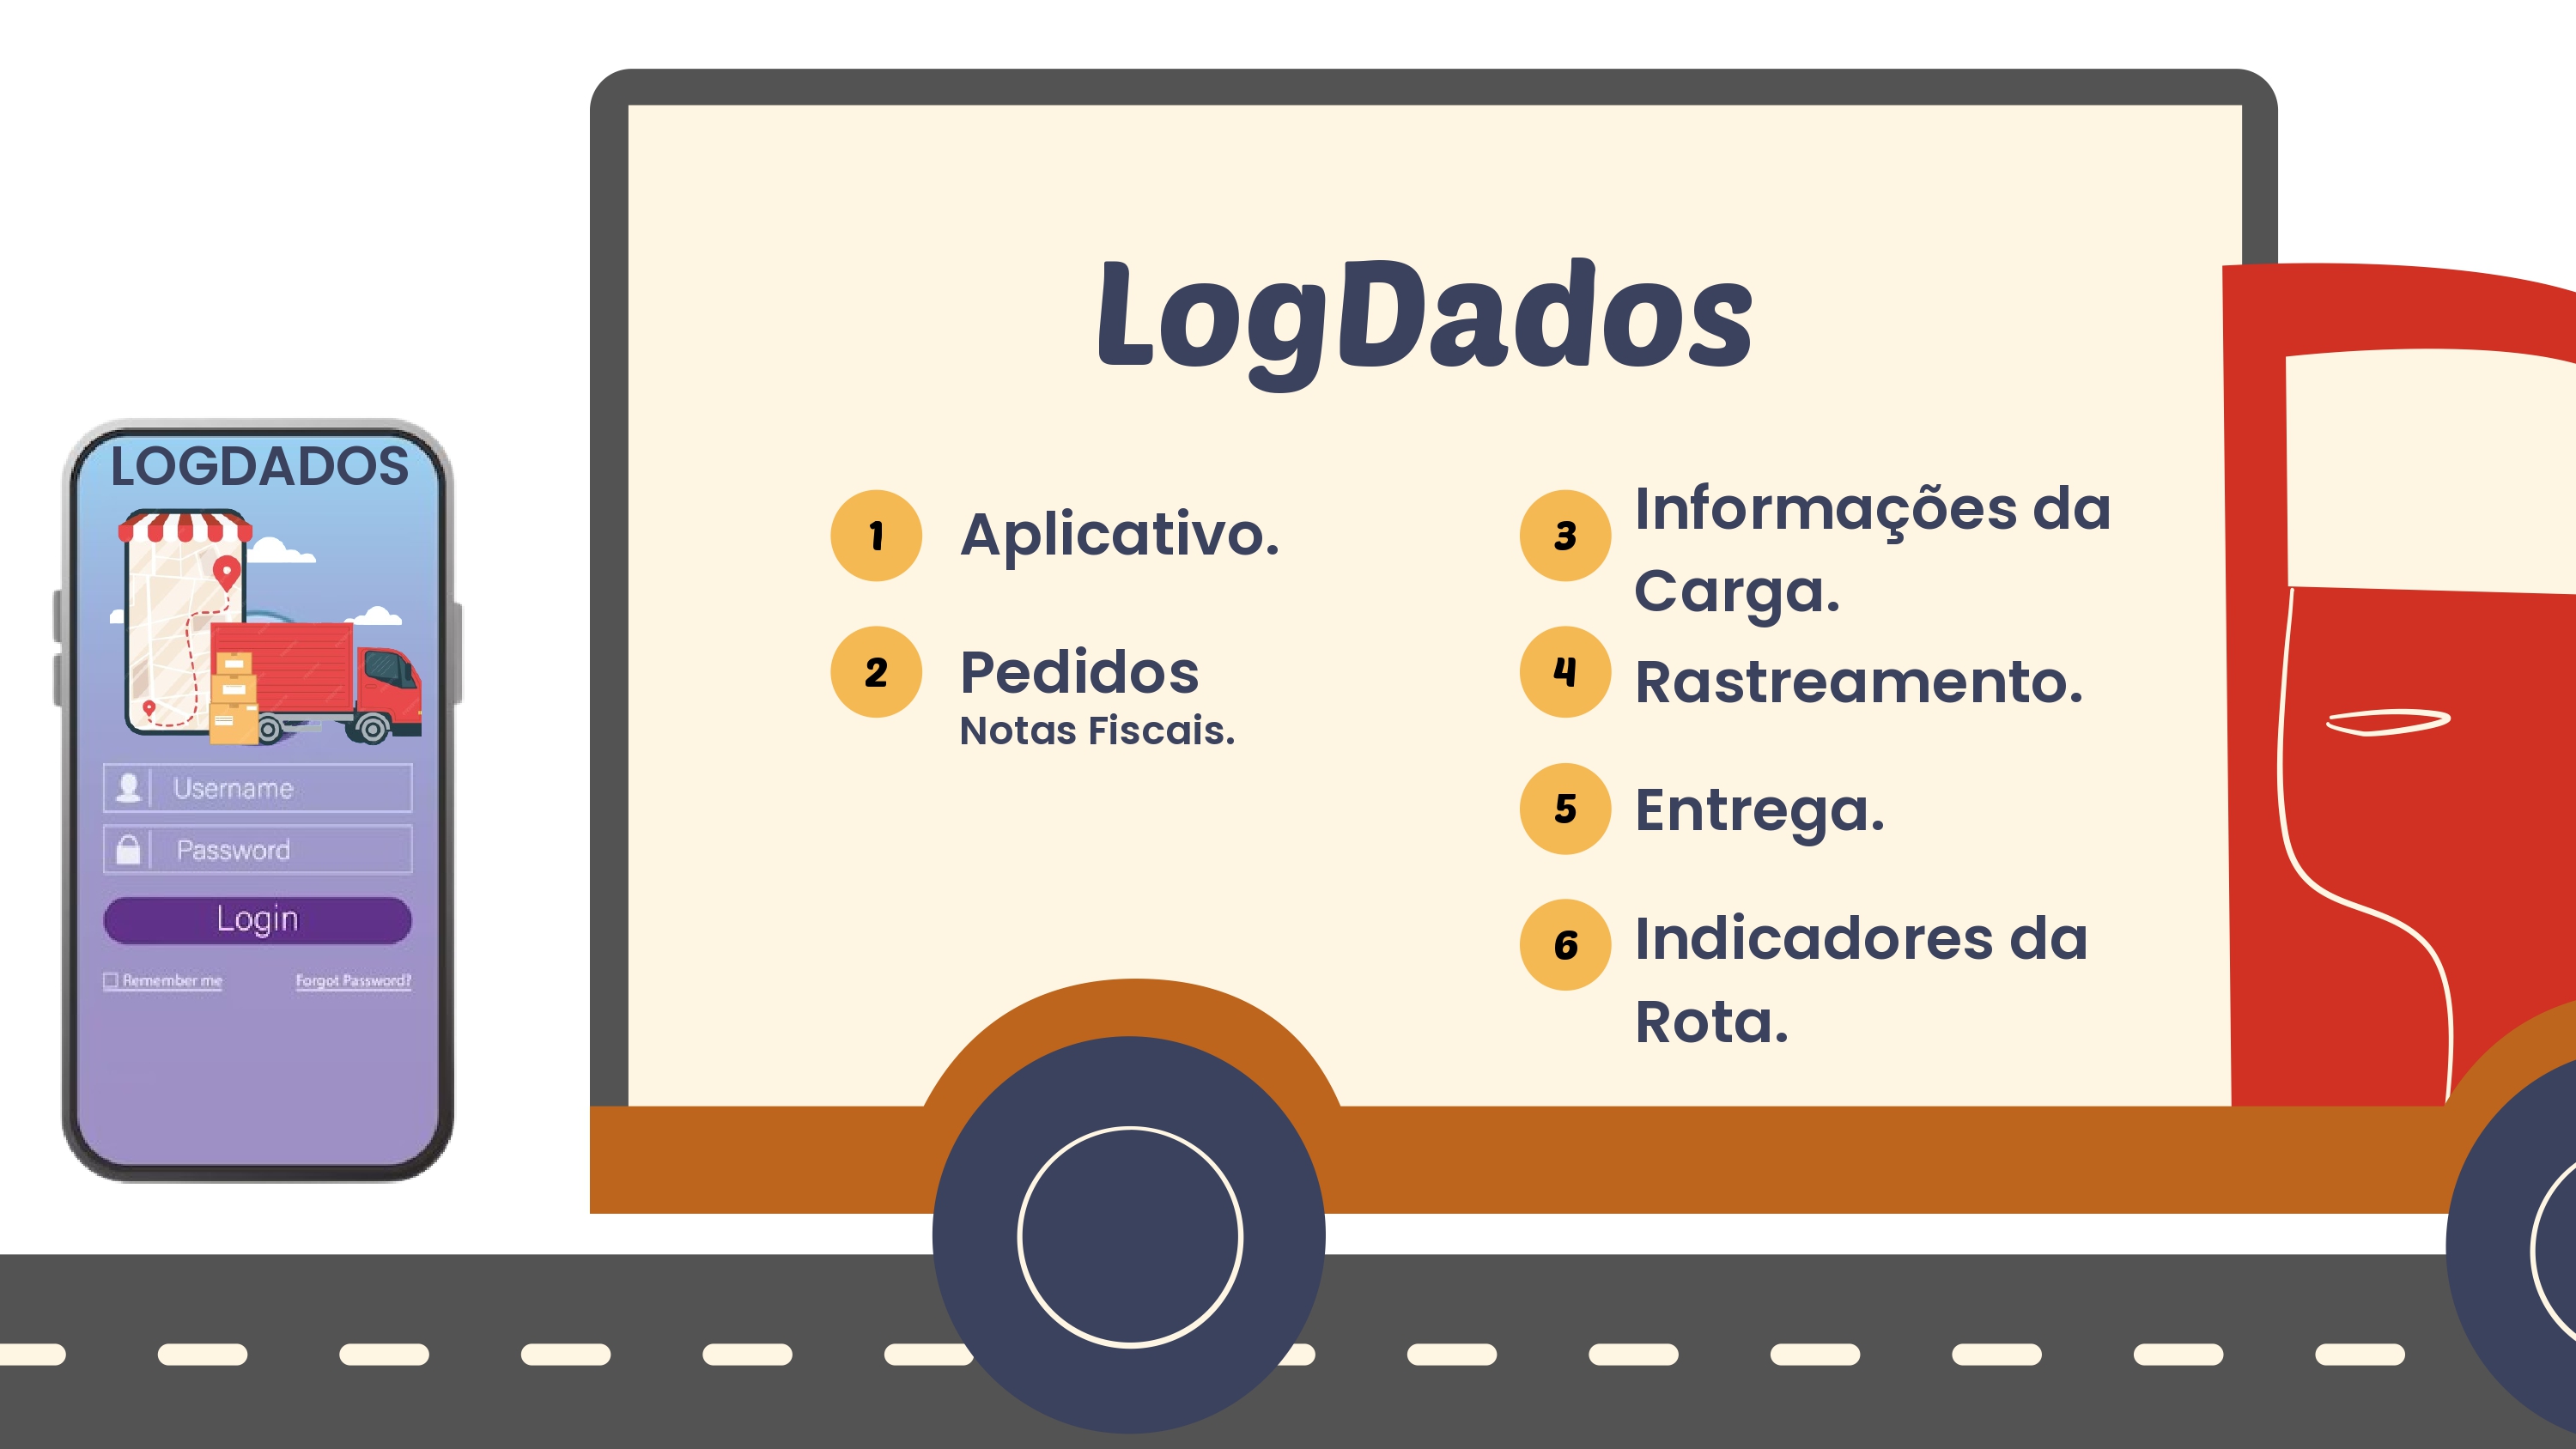 LOGDADOS
Username
Password
Login
Remember me
Forgot Password?
LogDados
1
Aplicativo.
2
Pedidos
Notas Fiscais.
3
Informações da
Carga.
4
Rastreamento.
5
Entrega.
6
Indicadores da
Rota.